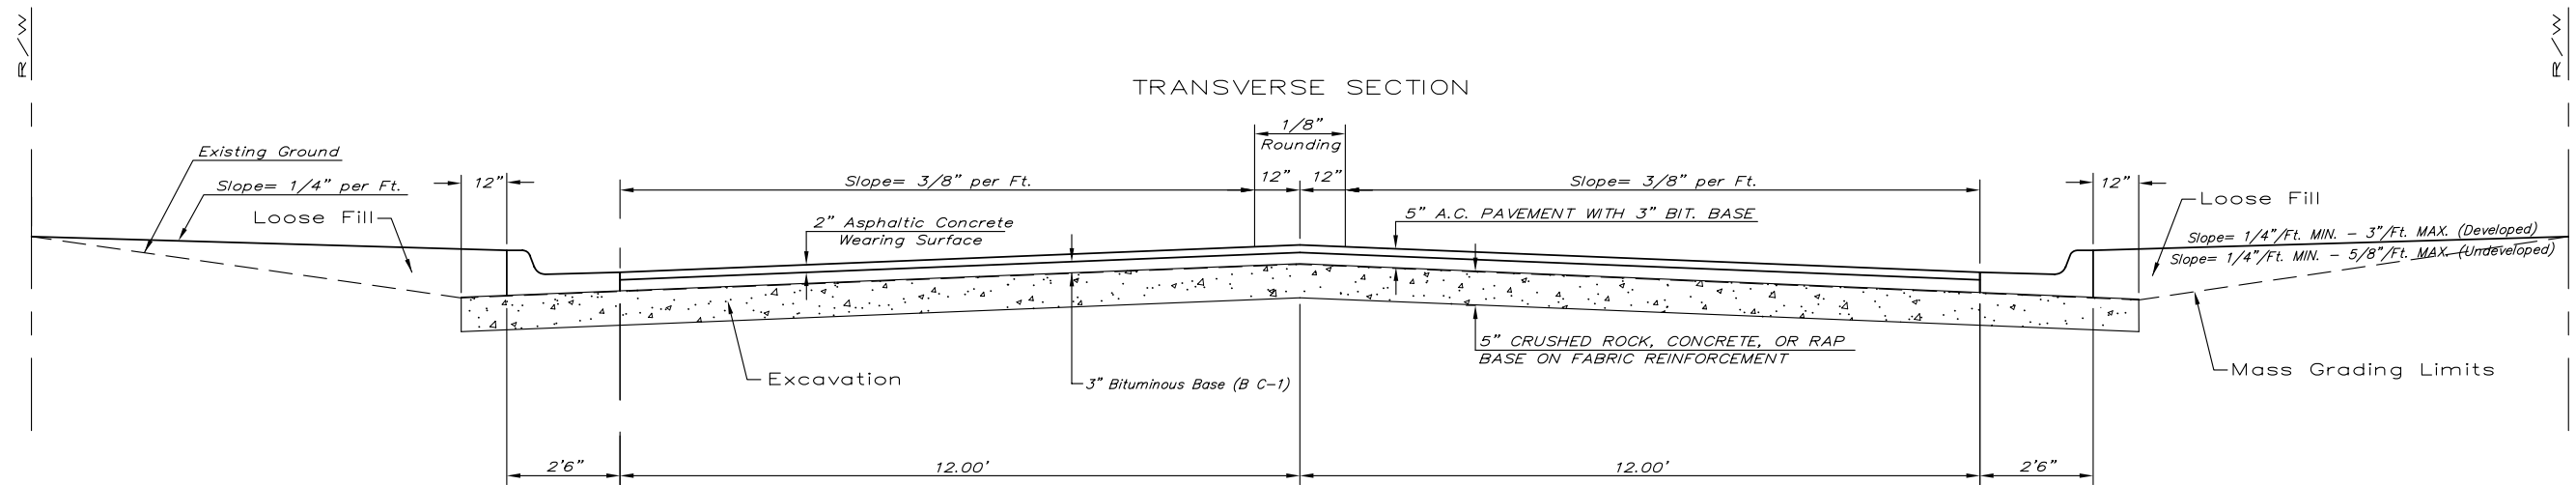 R/W
R/W
TRANSVERSE SECTION
1/8"
Rounding
Existing Ground
Slope= 1/4" per Ft.
12"
Slope= 3/8" per Ft.
12"
12"
Slope= 3/8" per Ft.
12"
Loose Fill
Loose Fill
2" Asphaltic Concrete
Wearing Surface
5" A.C. PAVEMENT WITH 3" BIT. BASE
Slope= 1/4"/Ft. MIN. - 3"/Ft. MAX. (Developed)
Slope= 1/4"/Ft. MIN. - 5/8"/Ft. MAX. (Undeveloped)
5" CRUSHED ROCK, CONCRETE, OR RAP
BASE ON FABRIC REINFORCEMENT
Excavation
3" Bituminous Base (B C-1)
Mass Grading Limits
2'6"
12.00'
12.00'
2'6"